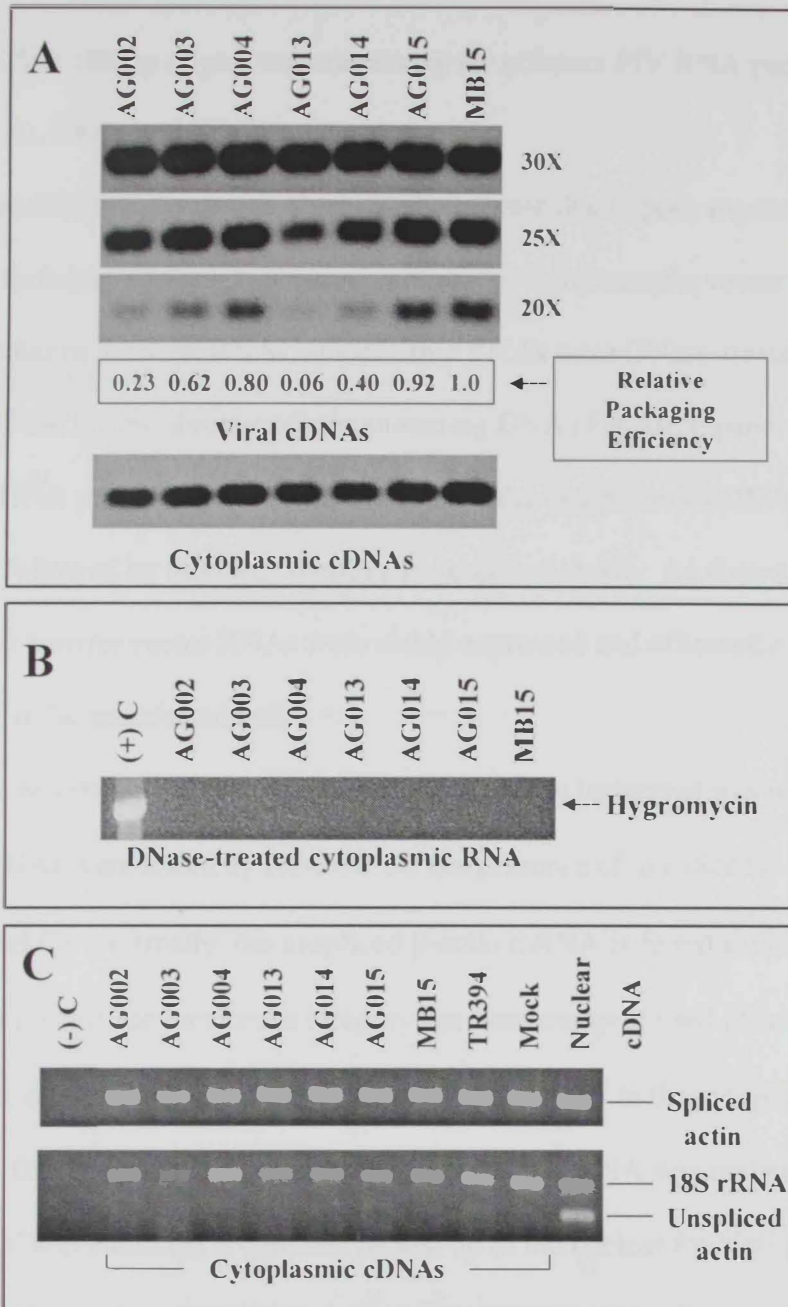 A
AG002 AG003 AG004 AG013 AG014 AG015 MB15
30X
25X
20X
0.23 0.62 0.80 0.06 0.40 0.92 1.0
Relative
Packaging
Efficiency
Viral cDNAs
Cytoplasmic cDNAs
B
(+) C AG002 AG003 AG004 AG013 AG014 AG015 MB15
Hygromycin
DNase-treated cytoplasmic RNA
C
(-) C AG002 AG003 AG004 AG013 AG014 AG015 MB15 TR394 Mock Nuclear cDNA
Spliced
actin
18S rRNA
Unspliced
actin
Cytoplasmic cDNAs